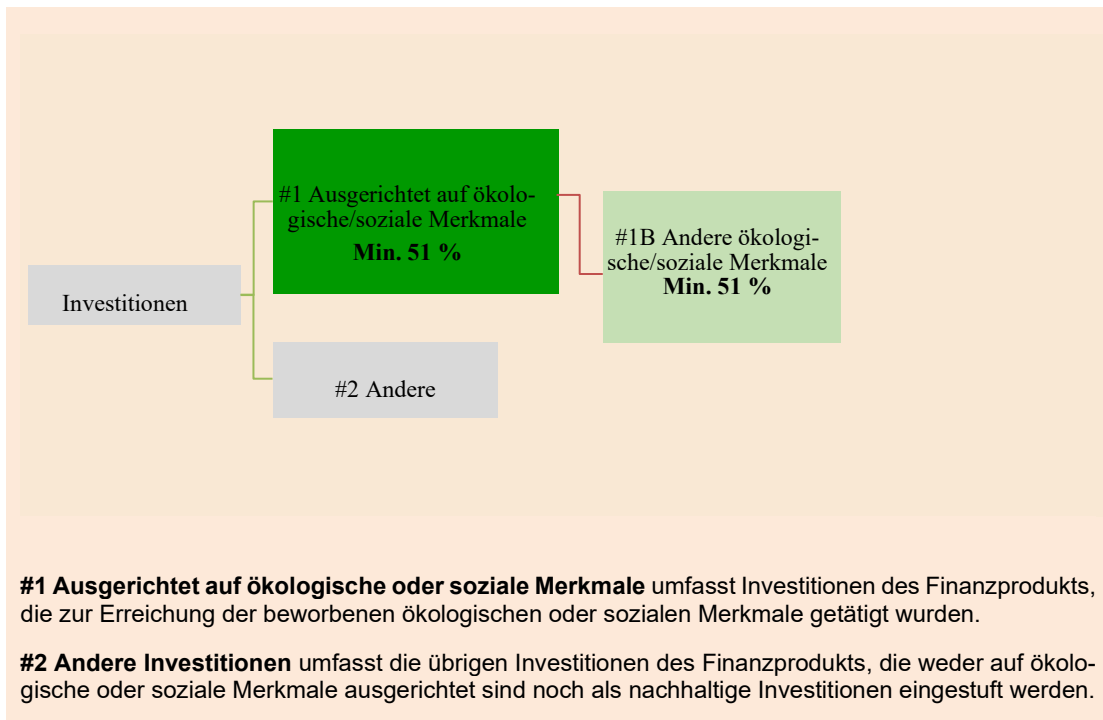 #1 Ausgerichtet auf ökolo-
gische/soziale Merkmale
Min. 51 %
#1B Andere ökologi-
sche/soziale Merkmale
Min. 51 %
Investitionen
#2 Andere
#1 Ausgerichtet auf ökologische oder soziale Merkmale umfasst Investitionen des Finanzprodukts,
die zur Erreichung der beworbenen ökologischen oder sozialen Merkmale getätigt wurden.
#2 Andere Investitionen umfasst die übrigen Investitionen des Finanzprodukts, die weder auf ökolo-
gische oder soziale Merkmale ausgerichtet sind noch als nachhaltige Investitionen eingestuft werden.